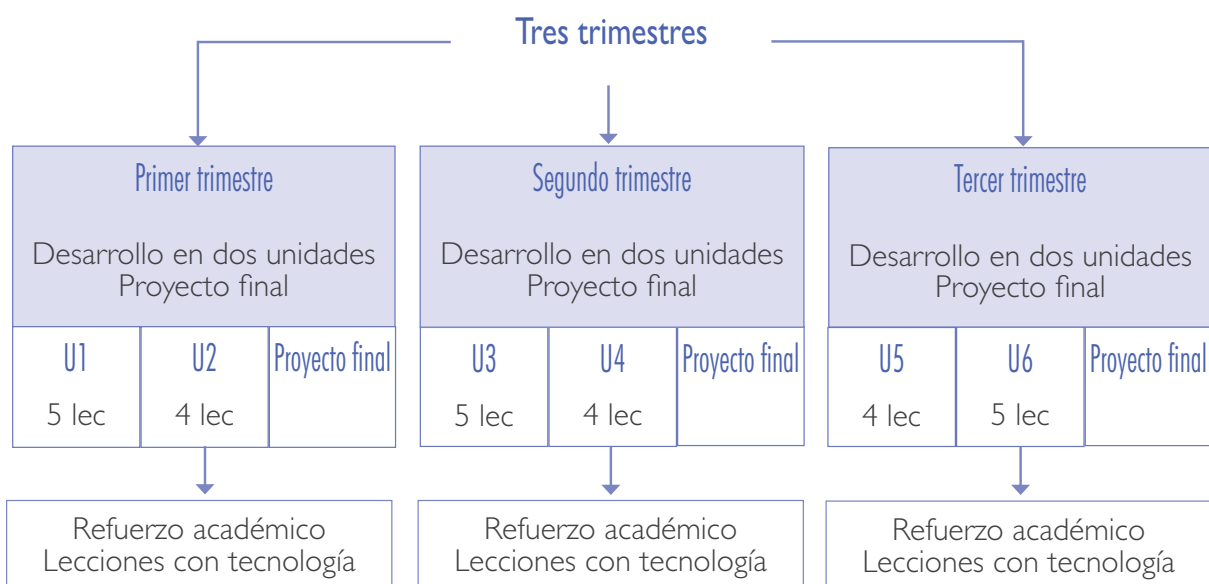 Tres trimestres
Primer trimestre
Desarrollo en dos unidades
Proyecto final
U1
5 lec
U2
4 lec
Proyecto final
Refuerzo académico
Lecciones con tecnología
Segundo trimestre
Desarrollo en dos unidades
Proyecto final
U3
5 lec
U4
4 lec
Proyecto final
Refuerzo académico
Lecciones con tecnología
Tercer trimestre
Desarrollo en dos unidades
Proyecto final
U5
4 lec
U6
5 lec
Proyecto final
Refuerzo académico
Lecciones con tecnología